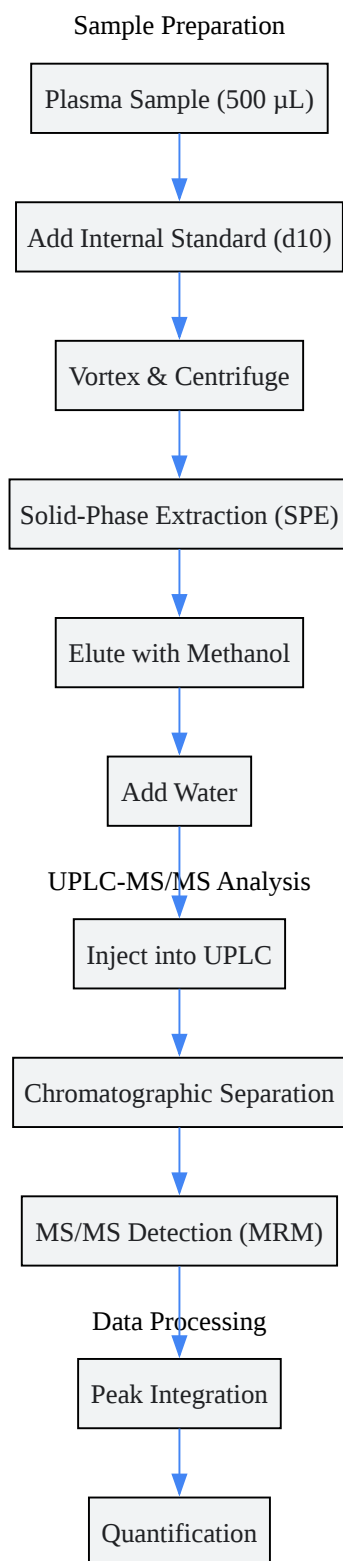 Sample Preparation
Plasma Sample (500 µL)
Add Internal Standard (d10)
Vortex & Centrifuge
Solid-Phase Extraction (SPE)
Elute with Methanol
Add Water
UPLC-MS/MS Analysis
Inject into UPLC
Chromatographic Separation
MS/MS Detection (MRM)
Data Processing
Peak Integration
Quantification